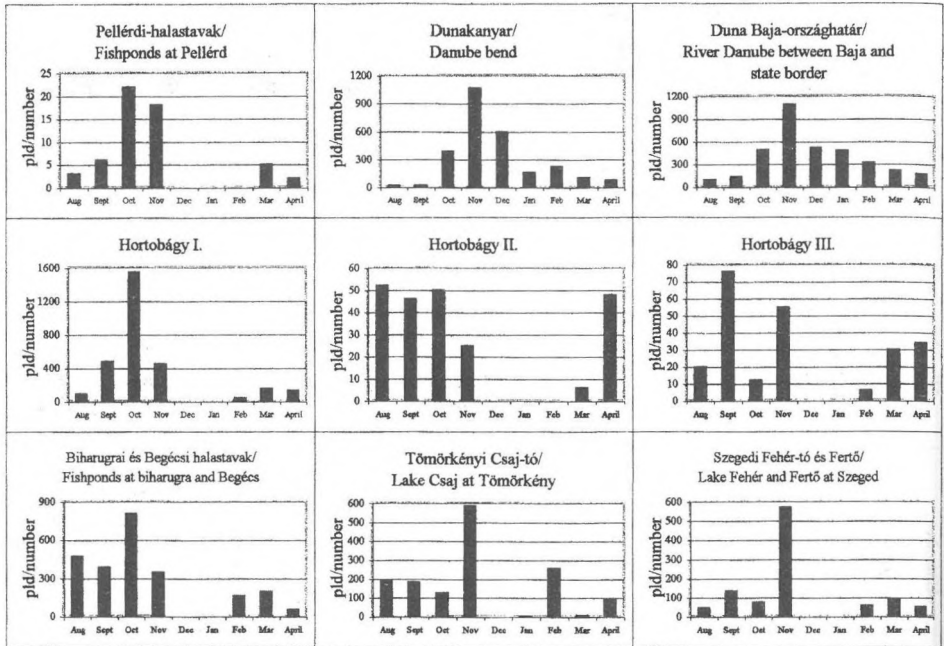 Pellérdi-halastavak/
Fishponds at Pellérd
pld/number
25
20
15
10
5
0
Aug Sept Oct Nov Dec Jan Feb Mar April
Dunakanyar/
Danube bend
pld/number
1200
900
600
300
0
Aug Sept Oct Nov Dec Jan Feb Mar April
Duna Baja-országhatár/
River Danube between Baja and
state border
pld/number
1200
900
600
300
0
Aug Sept Oct Nov Dec Jan Feb Mar April
Hortobágy I.
pld/number
1600
1200
800
400
0
Aug Sept Oct Nov Dec Jan Feb Mar April
Hortobágy II.
pld/number
60
50
40
30
20
10
0
Aug Sept Oct Nov Dec Jan Feb Mar April
Hortobágy III.
pld/number
80
70
60
50
40
30
20
10
0
Aug Sept Oct Nov Dec Jan Feb Mar April
Biharugrai és Begécsi halastavak/
Fishponds at biharugra and Begécs
pld/number
900
600
300
0
Aug Sept Oct Nov Dec Jan Feb Mar April
Tömörkényi Csaj-tó/
Lake Csaj at Tömörkény
pld/number
600
500
400
300
200
100
0
Aug Sept Oct Nov Dec Jan Feb Mar April
Szegedi Fehér-tó és Fertő/
Lake Fehér and Fertő at Szeged
pld/number
600
500
400
300
200
100
0
Aug Sept Oct Nov Dec Jan Feb Mar April